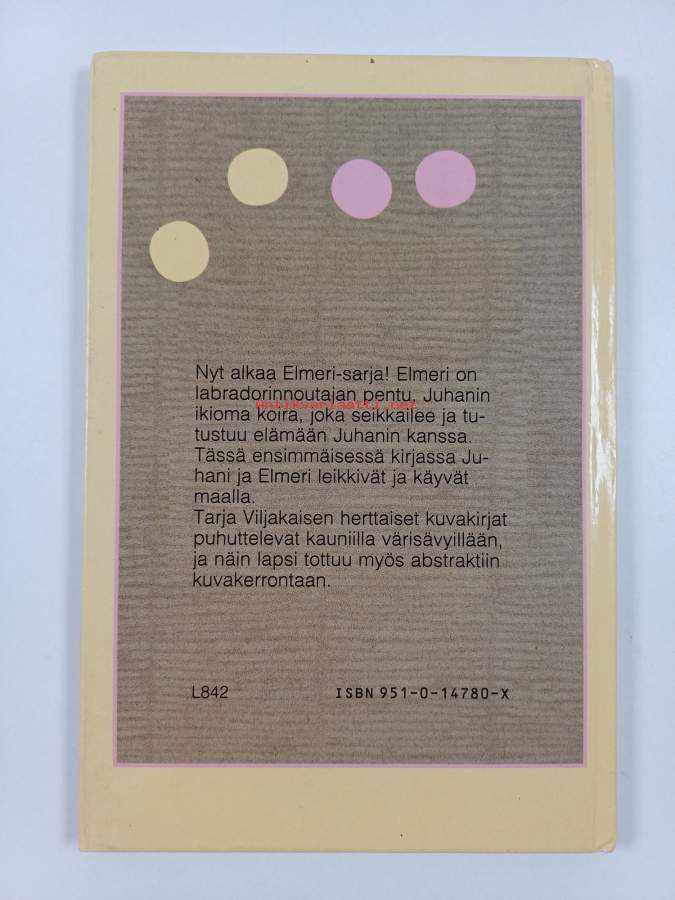 Nyt alkaa Elmeri-sarja! Elmeri on
labradorinnoutajan pentu, Juhanin
Antikvariaatti.net
ikioma koira, joka seikkailee ja tu-
tustuu elämään Juhanin kanssa.
Tässä ensimmäisessä kirjassa Ju-
hani ja Elmeri leikkivät ja käyvät
maalla.
Tarja Viljakaisen herttaiset kuvakirjat
puhuttelevat kauniilla värisävyillään,
ja näin lapsi tottuu myös abstraktiin
kuvakerrontaan.
L842 ISBN 951-0-14780-X